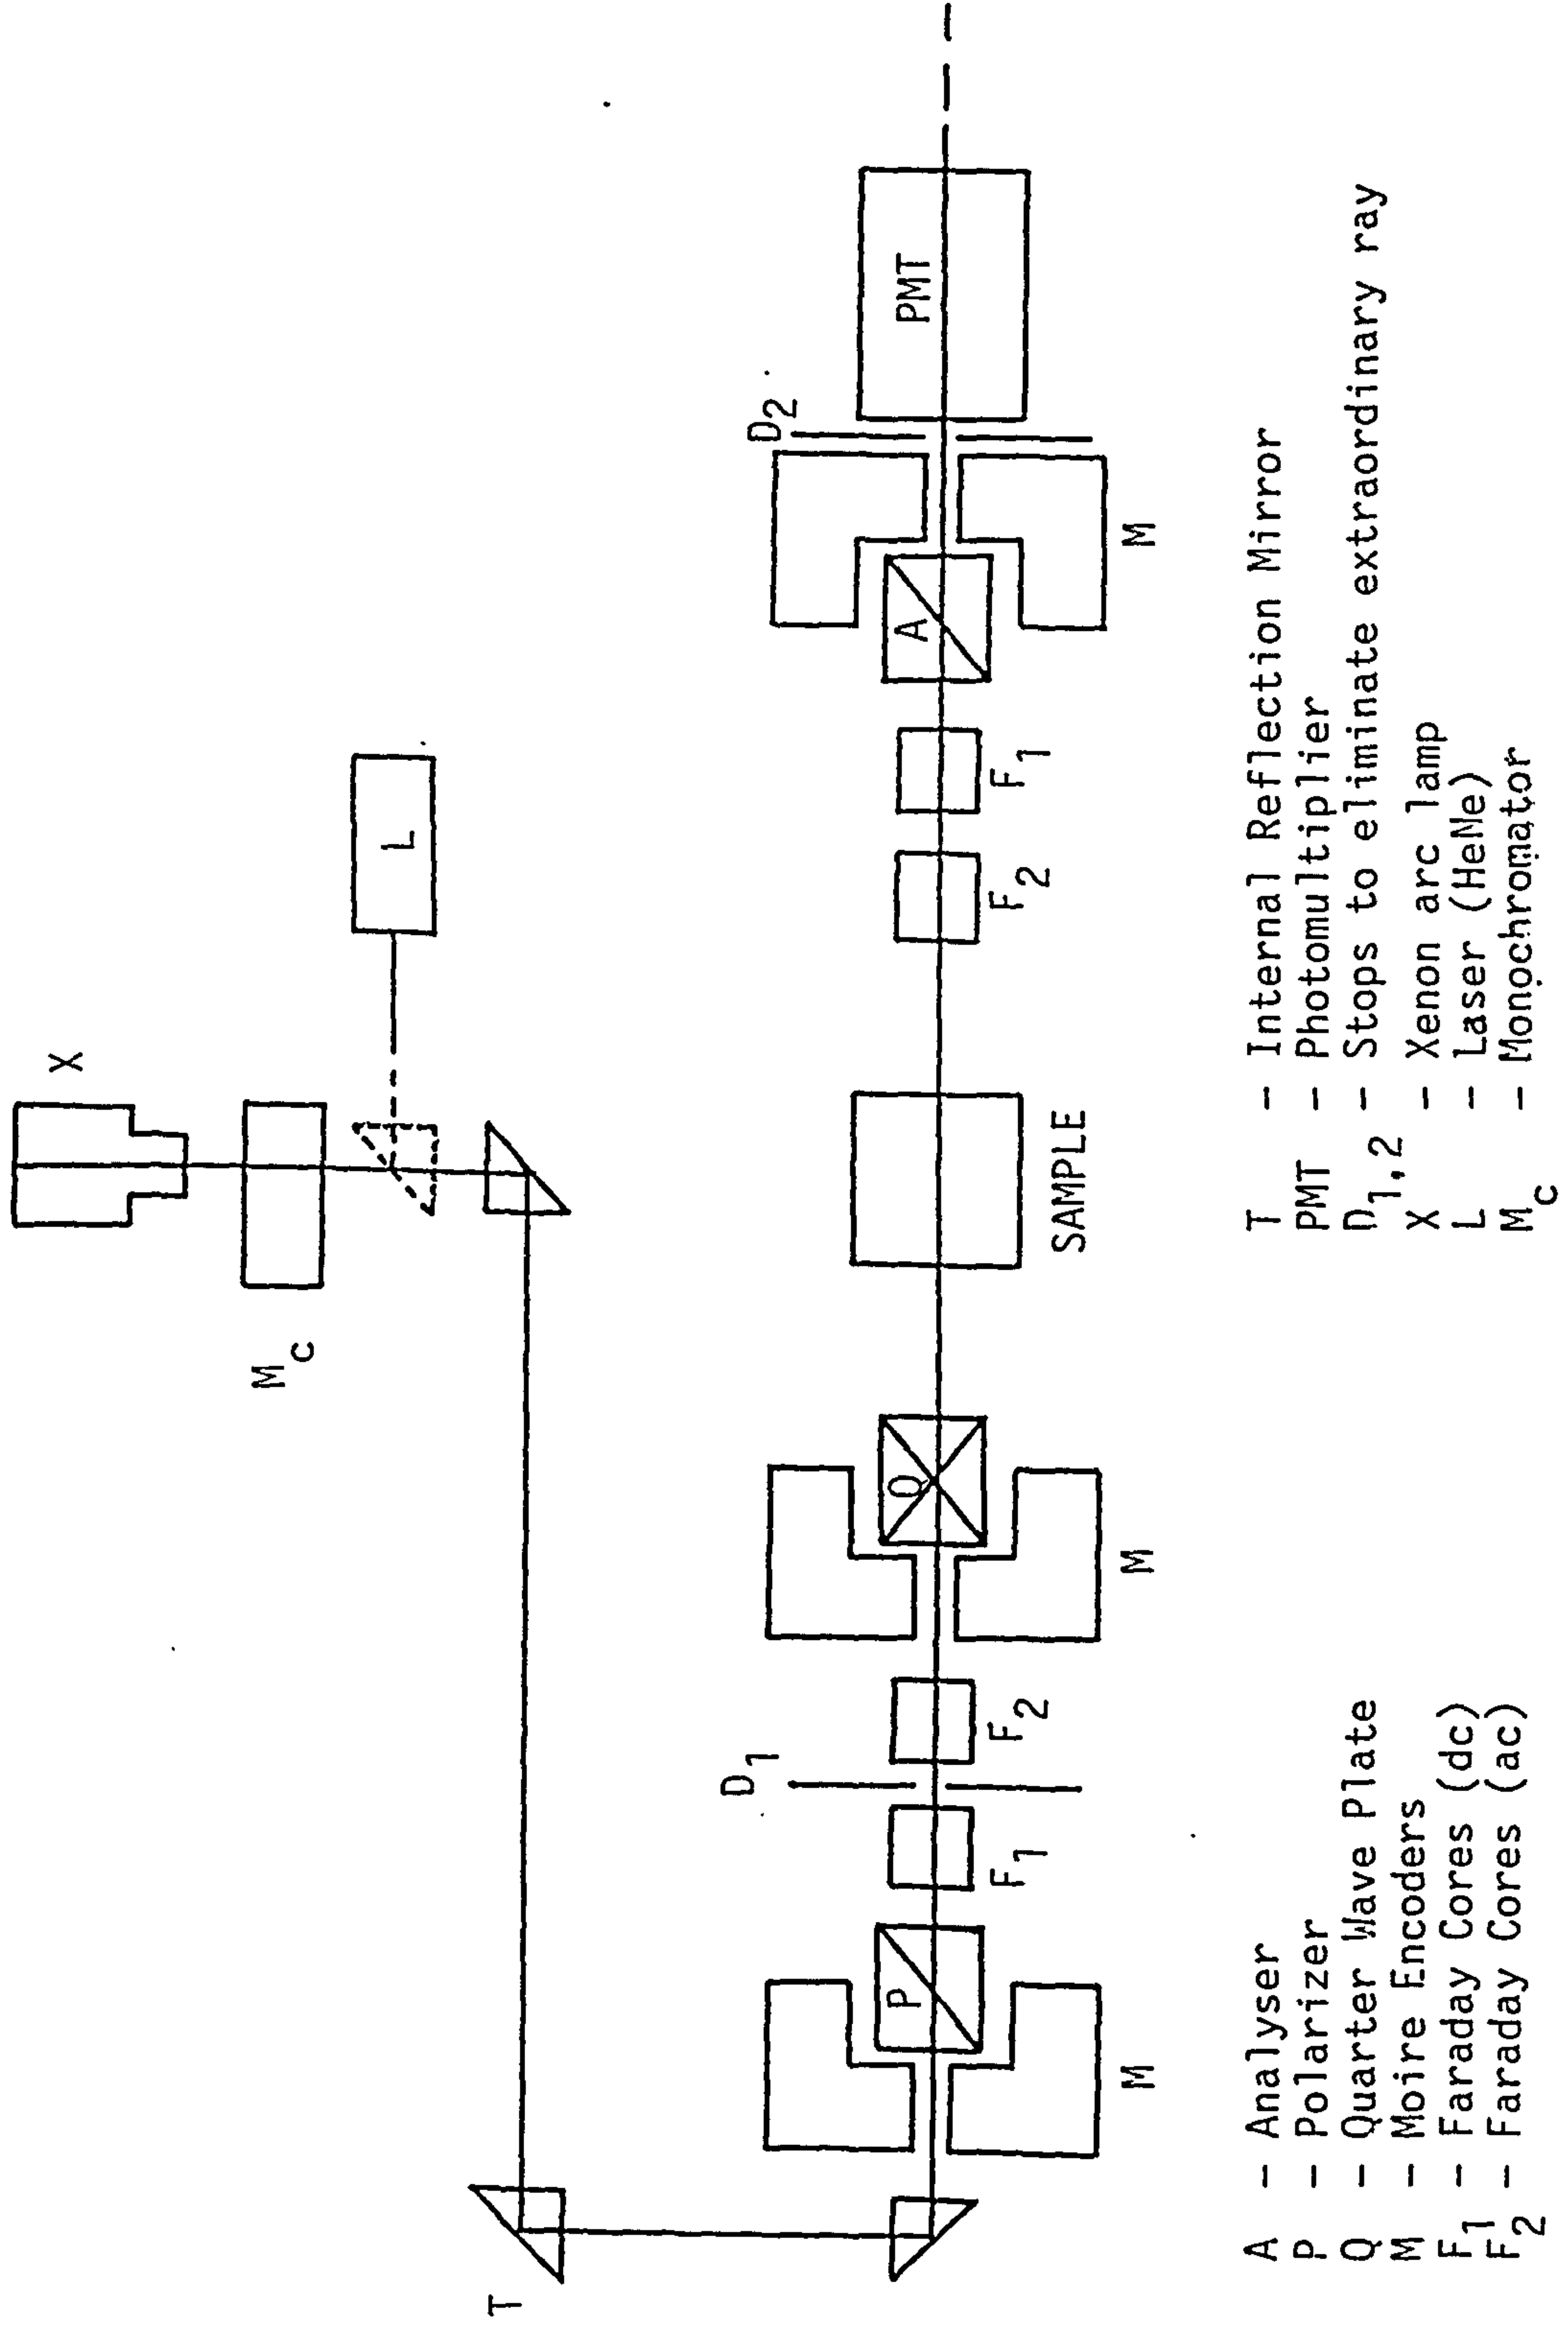 X
M c
L
T
D1
D2
P
F1
F2
Q
SAMPLE
F2
F1
A
PMT
M
M
M
A - Analyser
P - Polarizer
Q - Quarter Wave Plate
M - Moire Encoders
F1 - Faraday Cores (dc)
F2 - Faraday Cores (ac)
T - Internal Reflection Mirror
PMT - Photomultiplier
D1,2 - Stops to eliminate extraordinary ray
X - Xenon arc lamp
L - Laser (HeNe)
Mc - Monochromator